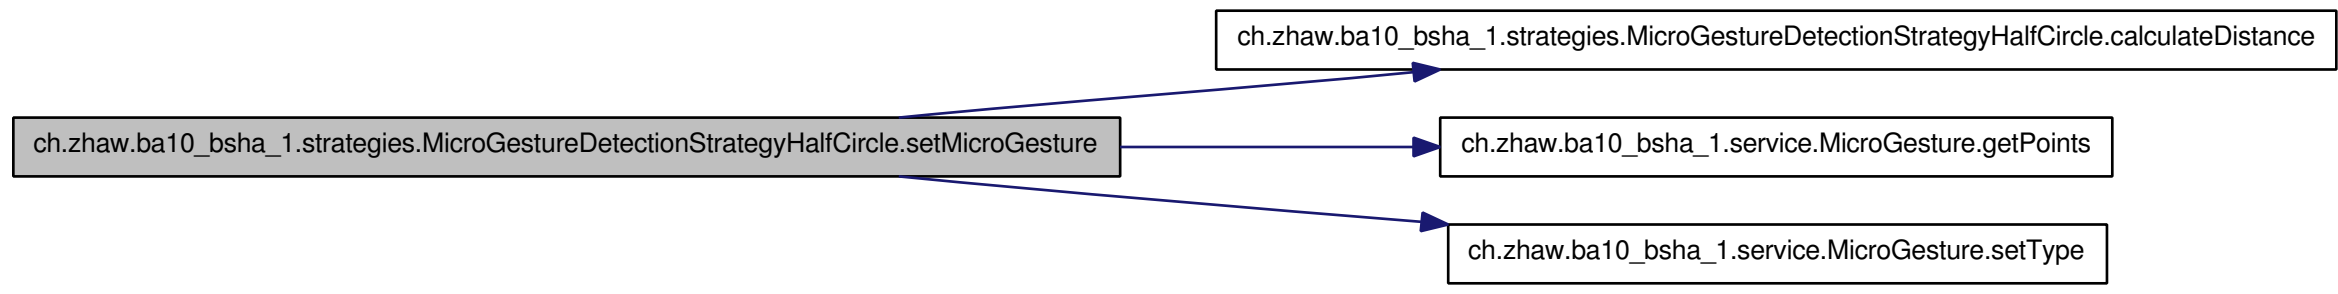 ch.zhaw.ba10_bsha_1.strategies.MicroGestureDetectionStrategyHalfCircle.setMicroGesture
ch.zhaw.ba10_bsha_1.strategies.MicroGestureDetectionStrategyHalfCircle.calculateDistance
ch.zhaw.ba10_bsha_1.service.MicroGesture.getPoints
ch.zhaw.ba10_bsha_1.service.MicroGesture.setType